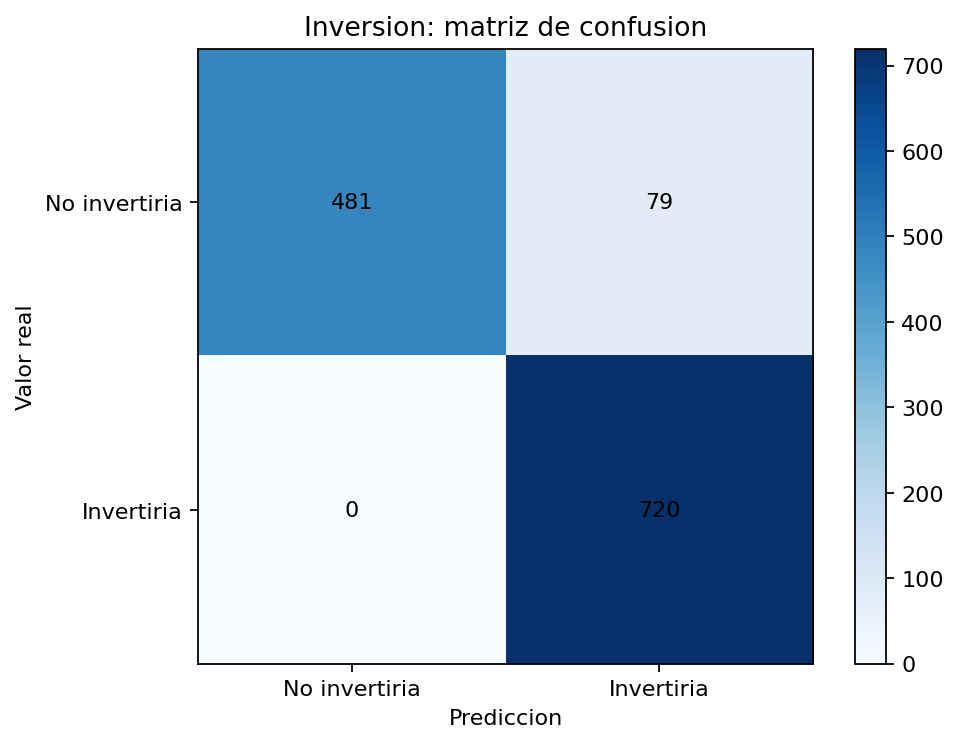 Inversion: matriz de confusion
700
600
500
400
300
200
100
0
Valor real
No invertiria
481
79
Invertiria
0
720
No invertiria
Invertiria
Prediccion